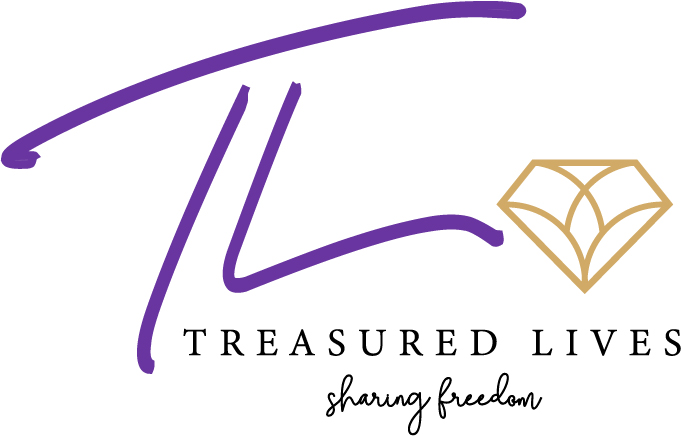 TL
TREASURED LIVES
sharing freedom